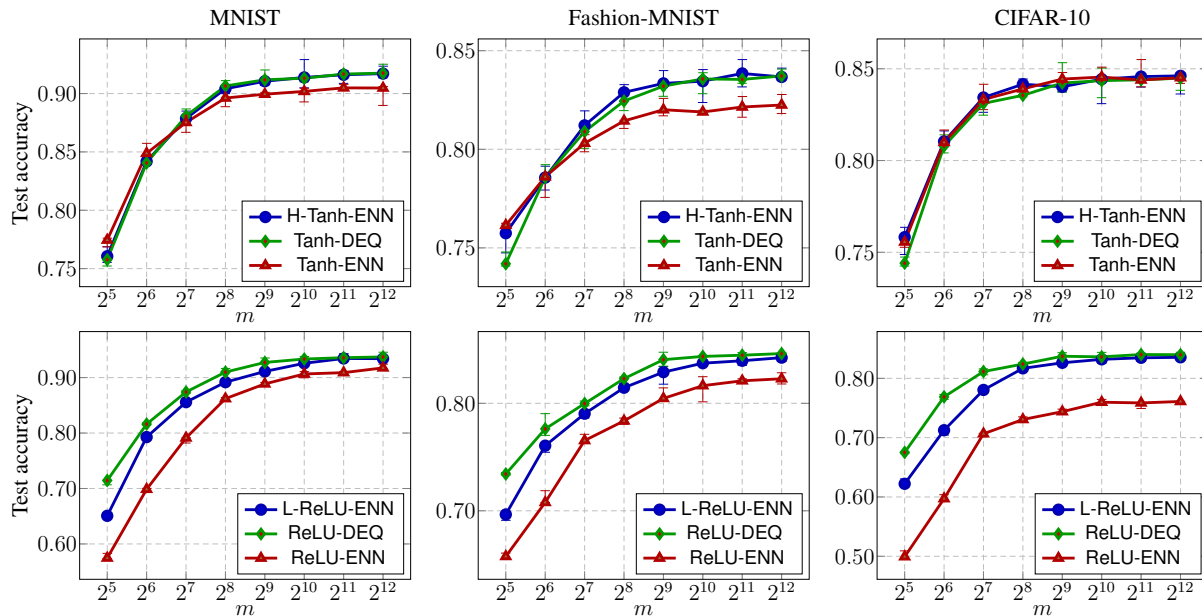 MNIST
Fashion-MNIST
CIFAR-10
Test accuracy
0.90
0.85
0.80
0.75
H-Tanh-ENN
Tanh-DEQ
Tanh-ENN
2^5 2^6 2^7 2^8 2^9 2^10 2^11 2^12
m
0.85
0.80
0.75
H-Tanh-ENN
Tanh-DEQ
Tanh-ENN
2^5 2^6 2^7 2^8 2^9 2^10 2^11 2^12
m
0.85
0.80
0.75
H-Tanh-ENN
Tanh-DEQ
Tanh-ENN
2^5 2^6 2^7 2^8 2^9 2^10 2^11 2^12
m
Test accuracy
0.90
0.80
0.70
0.60
L-ReLU-ENN
ReLU-DEQ
ReLU-ENN
2^5 2^6 2^7 2^8 2^9 2^10 2^11 2^12
m
0.80
0.70
L-ReLU-ENN
ReLU-DEQ
ReLU-ENN
2^5 2^6 2^7 2^8 2^9 2^10 2^11 2^12
m
0.80
0.70
0.60
0.50
L-ReLU-ENN
ReLU-DEQ
ReLU-ENN
2^5 2^6 2^7 2^8 2^9 2^10 2^11 2^12
m